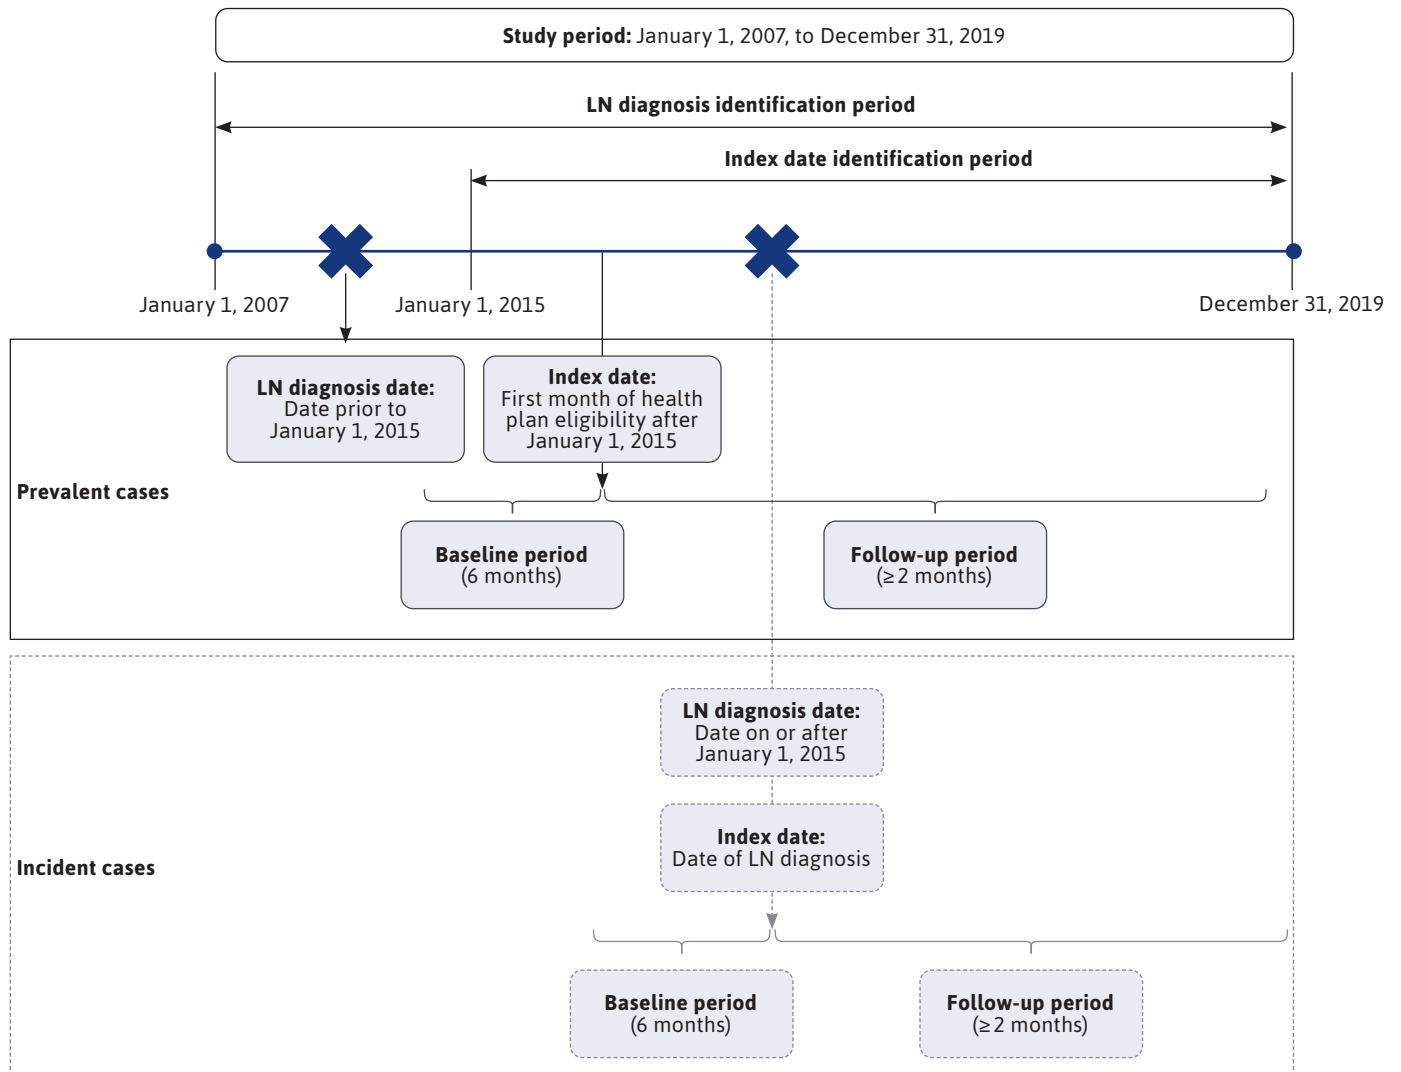 Study period: January 1, 2007, to December 31, 2019
LN diagnosis identification period
Index date identification period
January 1, 2007
January 1, 2015
December 31, 2019
LN diagnosis date:
Date prior to
January 1, 2015
Index date:
First month of health
plan eligibility after
January 1, 2015
Prevalent cases
Baseline period
(6 months)
Follow-up period
(≥2 months)
LN diagnosis date:
Date on or after
January 1, 2015
Index date:
Date of LN diagnosis
Incident cases
Baseline period
(6 months)
Follow-up period
(≥2 months)